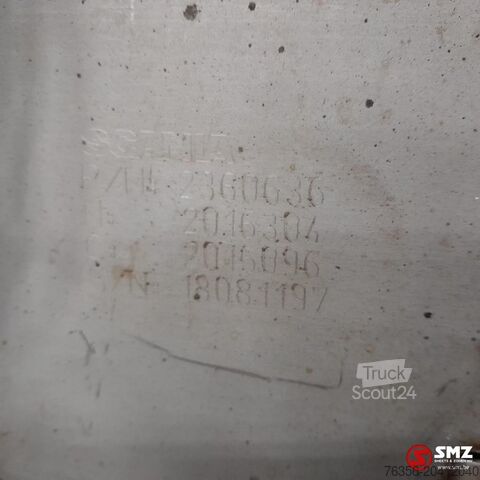 SCANIA
P/N 2360636
2016304
2015096
S/N 18081197
Truck
Scout24
SMZ